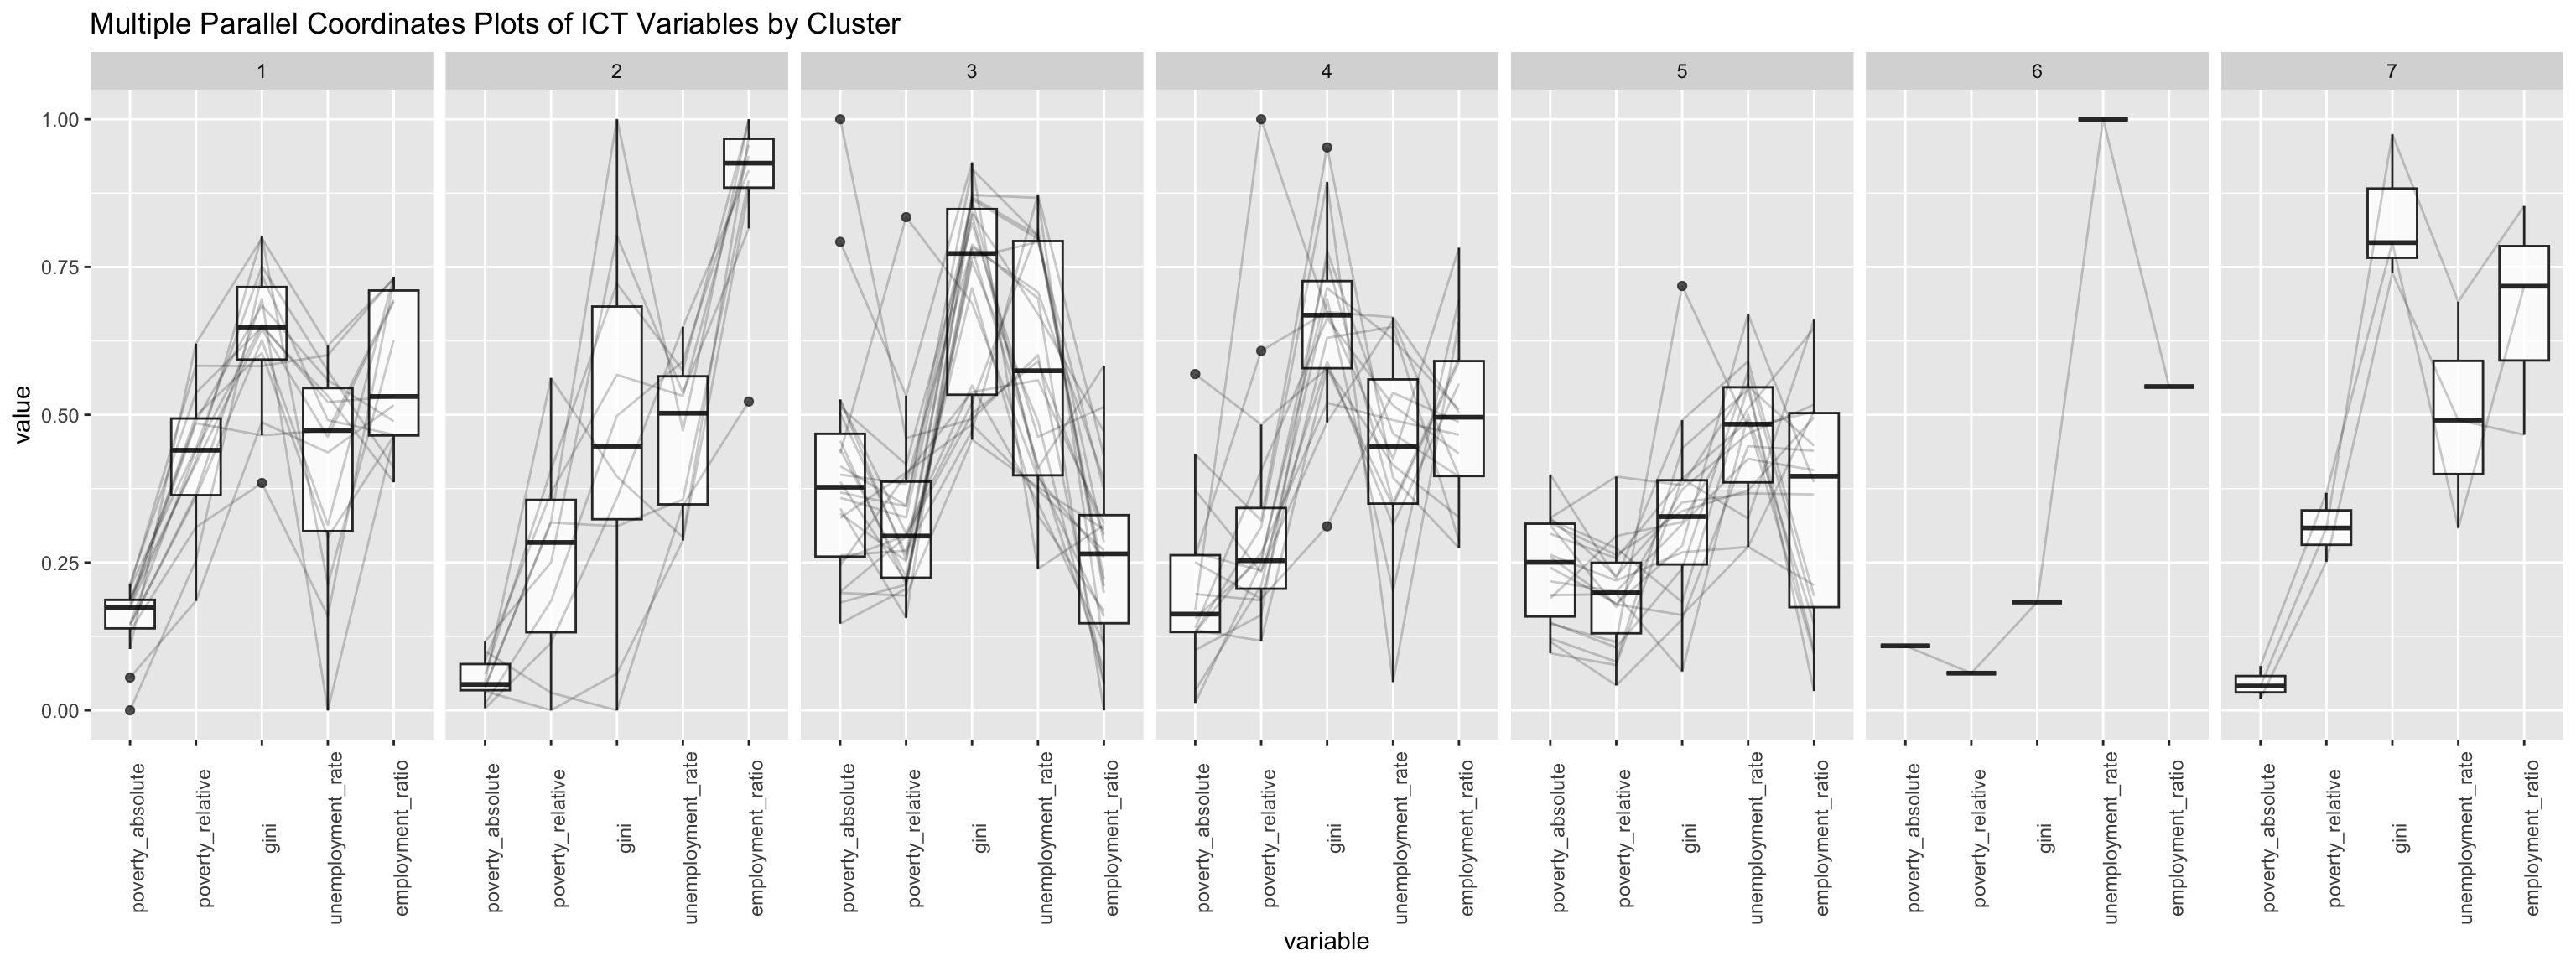 Multiple Parallel Coordinates Plots of ICT Variables by Cluster
1 2 3 4 5 6 7
value
1.00
0.75
0.50
0.25
0.00
poverty_absolute
poverty_relative
gini
unemployment_rate
employment_ratio
poverty_absolute
poverty_relative
gini
unemployment_rate
employment_ratio
poverty_absolute
poverty_relative
gini
unemployment_rate
employment_ratio
poverty_absolute
poverty_relative
gini
unemployment_rate
employment_ratio
poverty_absolute
poverty_relative
gini
unemployment_rate
employment_ratio
poverty_absolute
poverty_relative
gini
unemployment_rate
employment_ratio
poverty_absolute
poverty_relative
gini
unemployment_rate
employment_ratio
variable